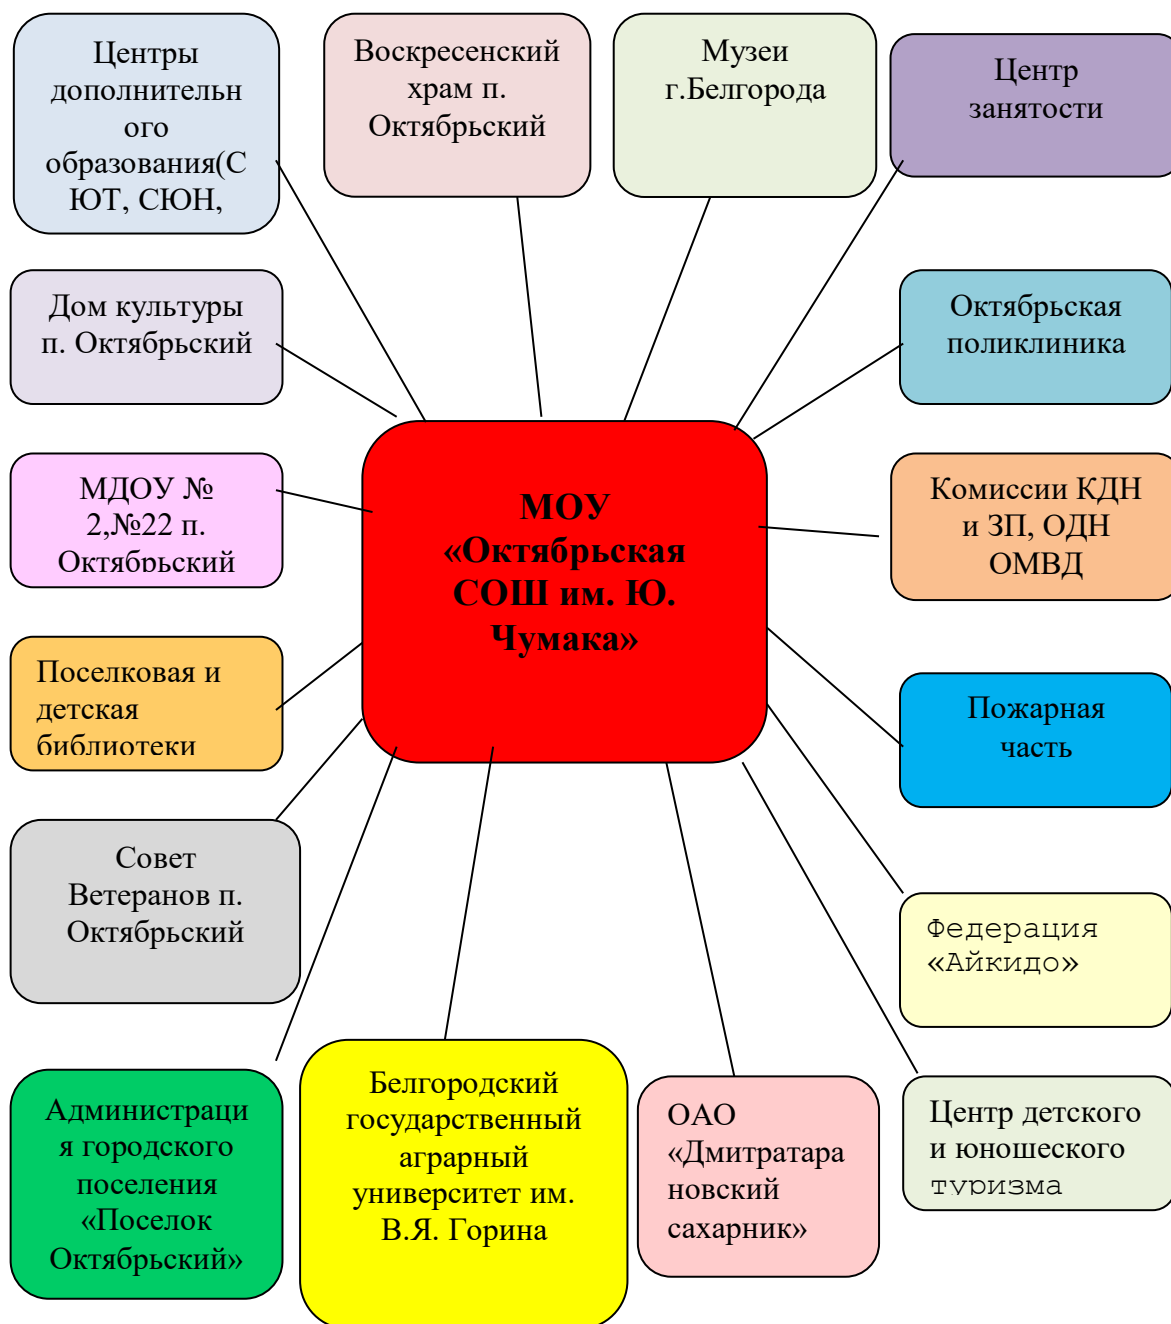 Центры
дополнительн
ого
образования(С
ЮТ, СЮН,
Воскресенский
храм п.
Октябрьский
Музеи
г.Белгорода
Центр
занятости
Дом культуры
п. Октябрьский
Октябрьская
поликлиника
МДОУ №
2,№22 п.
Октябрьский
МОУ
«Октябрьская
СОШ им. Ю.
Чумака»
Комиссии КДН
и ЗП, ОДН
ОМВД
Поселковая и
детская
библиотеки
Пожарная
часть
Совет
Ветеранов п.
Октябрьский
Федерация
«Айкидо»
Администраци
я городского
поселения
«Поселок
Октябрьский»
Белгородский
государственный
аграрный
университет им.
В.Я. Горина
ОАО
«Дмитратара
новский
сахарник»
Центр детского
и юношеского
туризма